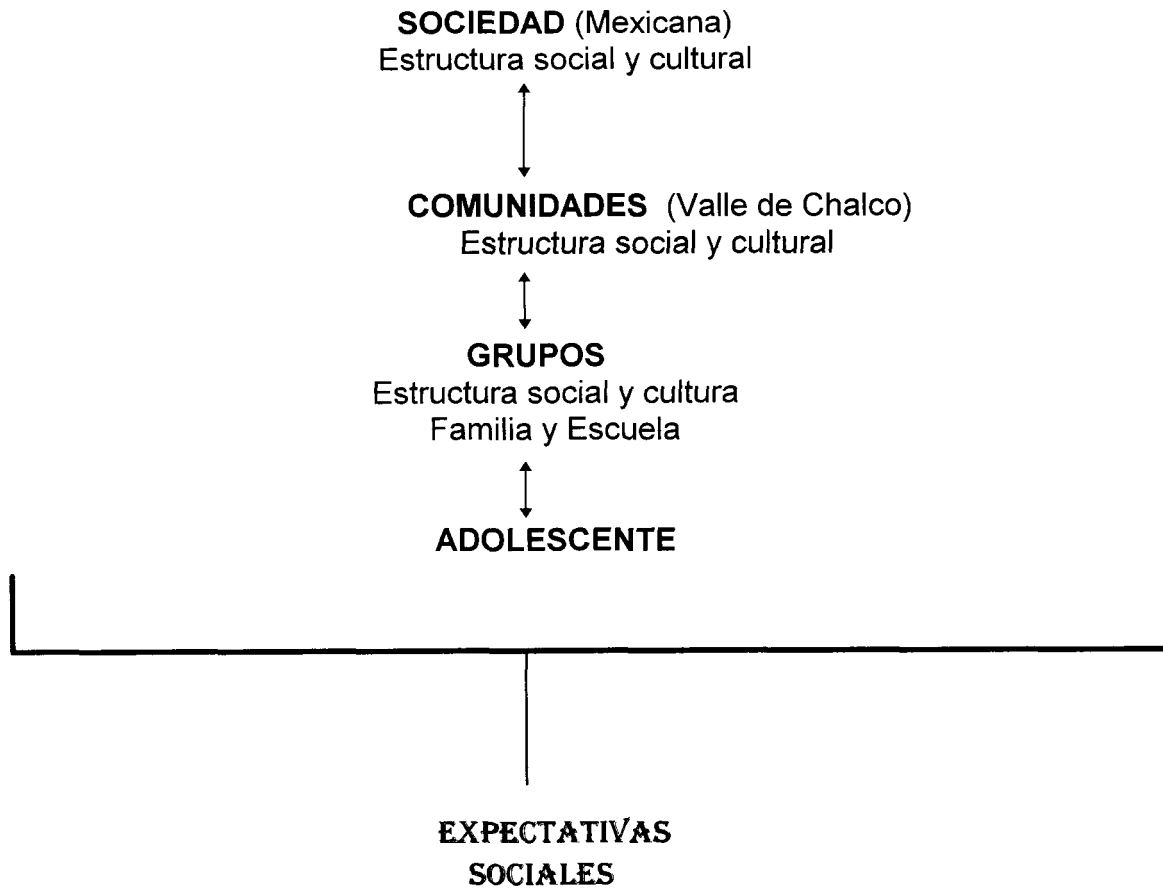 SOCIEDAD (Mexicana)
Estructura social y cultural
COMUNIDADES (Valle de Chalco)
Estructura social y cultural
GRUPOS
Estructura social y cultura
Familia y Escuela
ADOLESCENTE
EXPECTATIVAS
SOCIALES